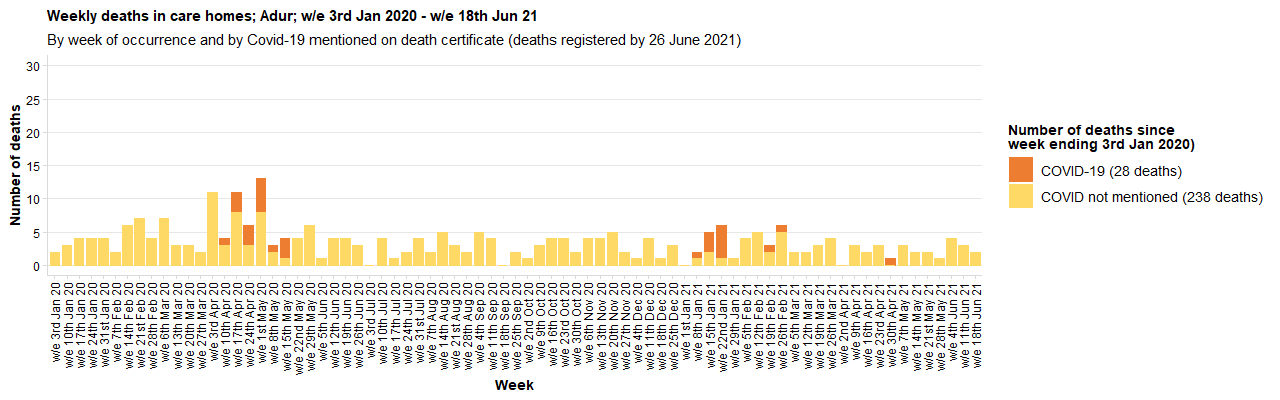 Weekly deaths in care homes; Adur; w/e 3rd Jan 2020 - w/e 18th Jun 21
By week of occurrence and by Covid-19 mentioned on death certificate (deaths registered by 26 June 2021)
30
25
20
15
10
5
0
Number of deaths
w/e 3rd Jan 20
w/e 10th Jan 20
w/e 17th Jan 20
w/e 24th Jan 20
w/e 31st Jan 20
w/e 7th Feb 20
w/e 14th Feb 20
w/e 21st Feb 20
w/e 28th Feb 20
w/e 6th Mar 20
w/e 13th Mar 20
w/e 20th Mar 20
w/e 27th Mar 20
w/e 3rd Apr 20
w/e 10th Apr 20
w/e 17th Apr 20
w/e 24th Apr 20
w/e 1st May 20
w/e 8th May 20
w/e 15th May 20
w/e 22nd May 20
w/e 29th May 20
w/e 5th Jun 20
w/e 12th Jun 20
w/e 19th Jun 20
w/e 26th Jun 20
w/e 3rd Jul 20
w/e 10th Jul 20
w/e 17th Jul 20
w/e 24th Jul 20
w/e 31st Jul 20
w/e 7th Aug 20
w/e 14th Aug 20
w/e 21st Aug 20
w/e 28th Aug 20
w/e 4th Sep 20
w/e 11th Sep 20
w/e 18th Sep 20
w/e 25th Sep 20
w/e 2nd Oct 20
w/e 9th Oct 20
w/e 16th Oct 20
w/e 23rd Oct 20
w/e 30th Oct 20
w/e 6th Nov 20
w/e 13th Nov 20
w/e 20th Nov 20
w/e 27th Nov 20
w/e 4th Dec 20
w/e 11th Dec 20
w/e 18th Dec 20
w/e 25th Dec 20
w/e 1st Jan 21
w/e 8th Jan 21
w/e 15th Jan 21
w/e 22nd Jan 21
w/e 29th Jan 21
w/e 5th Feb 21
w/e 12th Feb 21
w/e 19th Feb 21
w/e 26th Feb 21
w/e 5th Mar 21
w/e 12th Mar 21
w/e 19th Mar 21
w/e 26th Mar 21
w/e 2nd Apr 21
w/e 9th Apr 21
w/e 16th Apr 21
w/e 23rd Apr 21
w/e 30th Apr 21
w/e 7th May 21
w/e 14th May 21
w/e 21st May 21
w/e 28th May 21
w/e 4th Jun 21
w/e 11th Jun 21
w/e 18th Jun 21
Week
Number of deaths since
week ending 3rd Jan 2020)
COVID-19 (28 deaths)
COVID not mentioned (238 deaths)